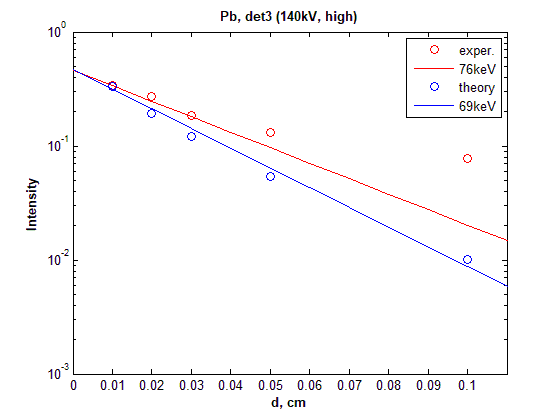 Pb, det3 (140kV, high)
10^0
10^-1
10^-2
10^-3
Intensity
exper.
76keV
theory
69keV
0 0.01 0.02 0.03 0.04 0.05 0.06 0.07 0.08 0.09 0.1
d, cm